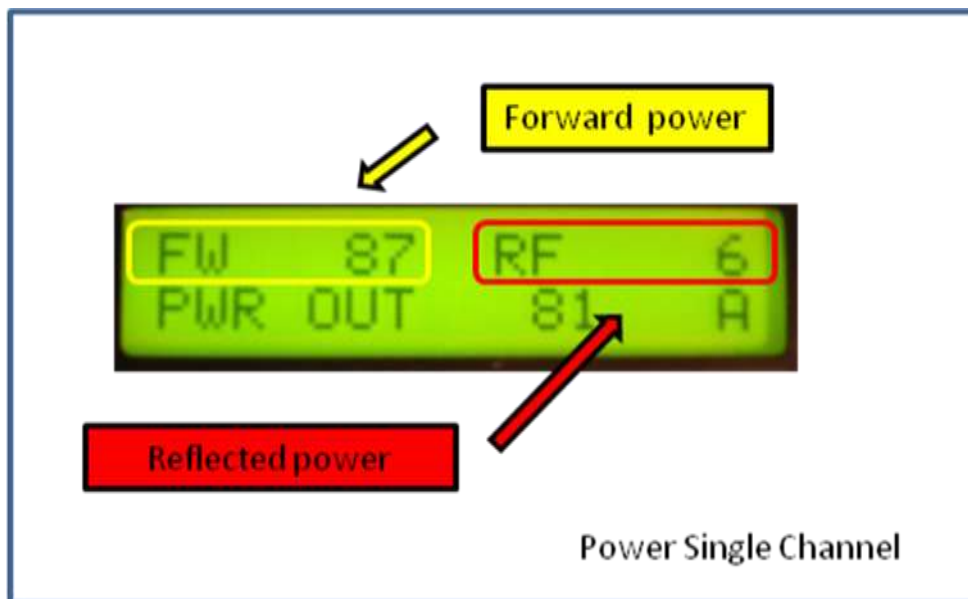 Forward power
FW 87 RF 6
PWR OUT 81 A
Reflected power
Power Single Channel